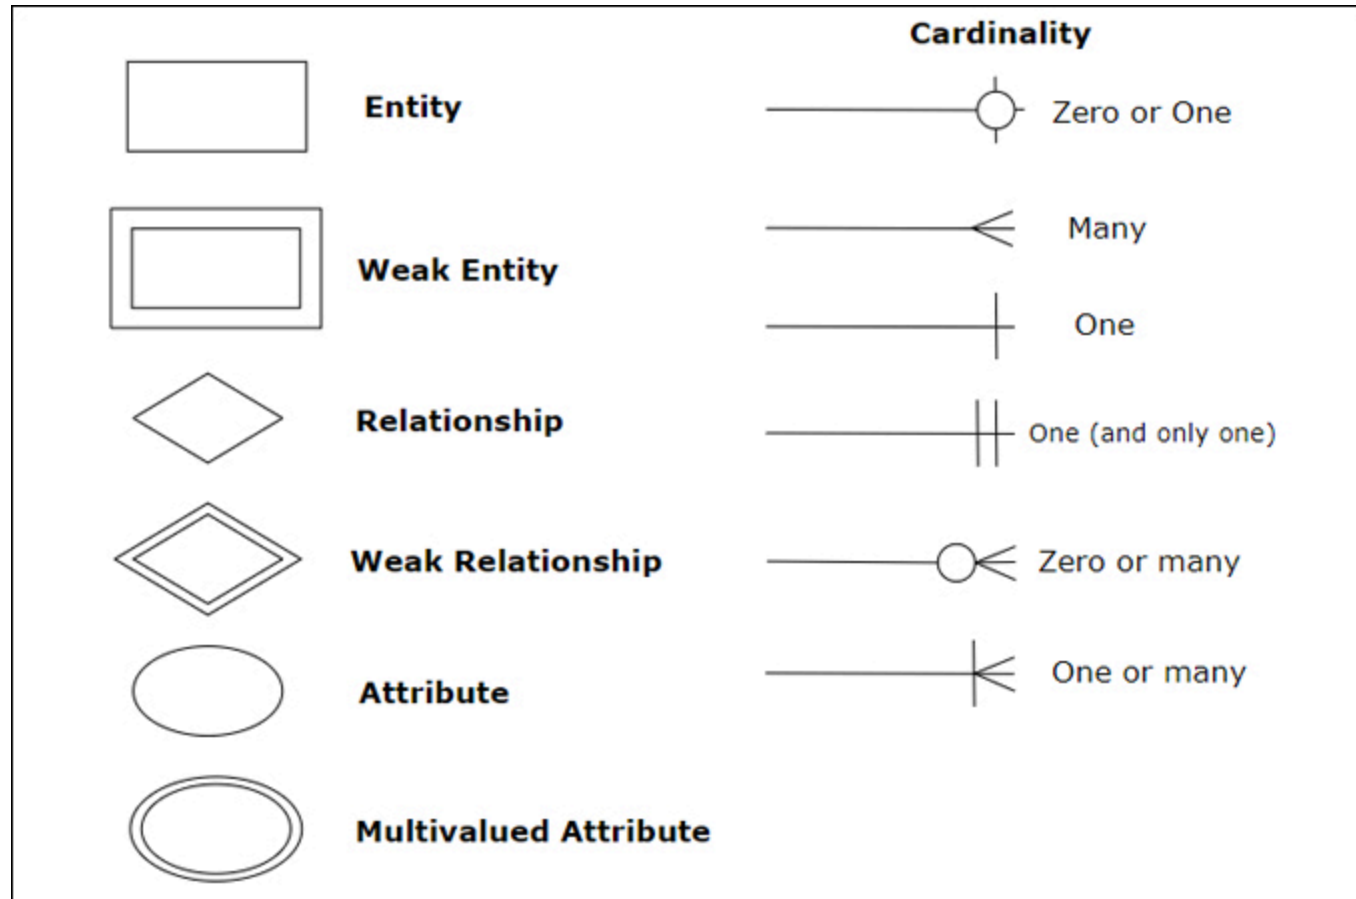 Entity
Weak Entity
Relationship
Weak Relationship
Attribute
Multivalued Attribute
Cardinality
Zero or One
Many
One
One (and only one)
Zero or many
One or many